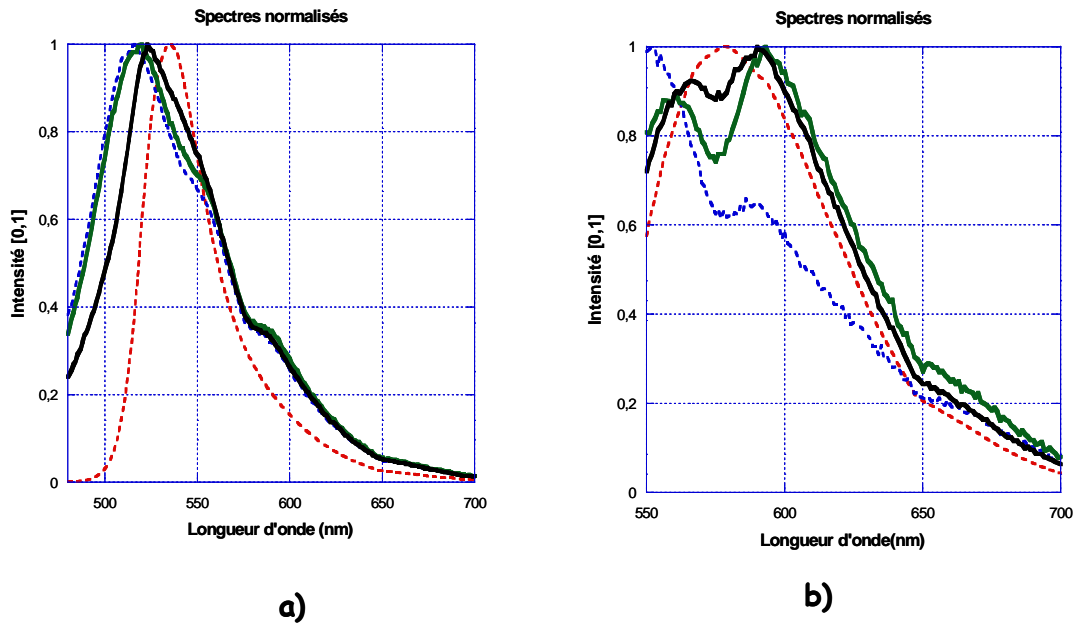 Spectres normalisés
Intensité [0,1]
1
0,8
0,6
0,4
0,2
0
500
550
600
650
700
Longueur d'onde (nm)
a)
Spectres normalisés
Intensité [0,1]
1
0,8
0,6
0,4
0,2
0
550
600
650
700
Longueur d'onde(nm)
b)